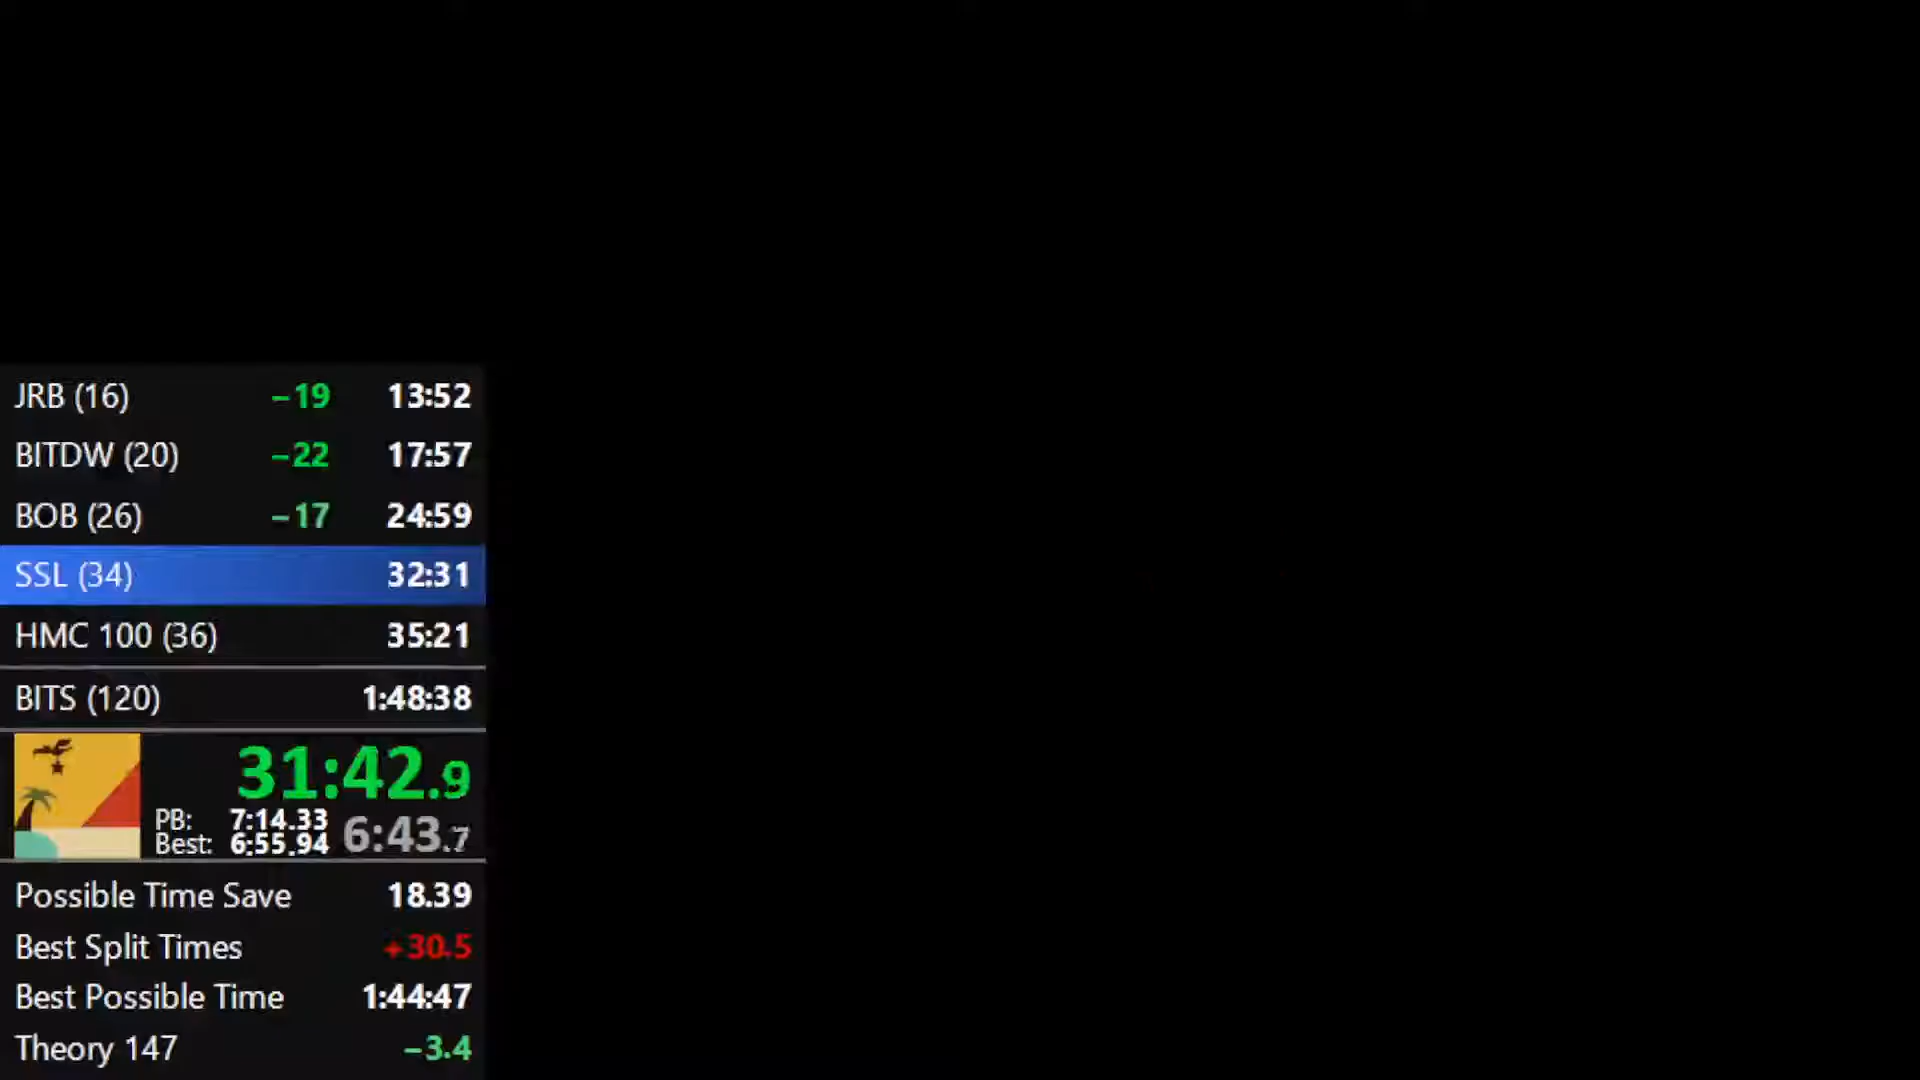 JRB (16) −19 13:52
BITDW (20) −22 17:57
BOB (26) −17 24:59
SSL (34) 32:31
HMC 100 (36) 35:21
BITS (120) 1:48:38
31:42.9
PB: 7:14.33
Best: 6:55.94 6:43.7
Possible Time Save 18.39
Best Split Times +30.5
Best Possible Time 1:44:47
Theory 147 −3.4